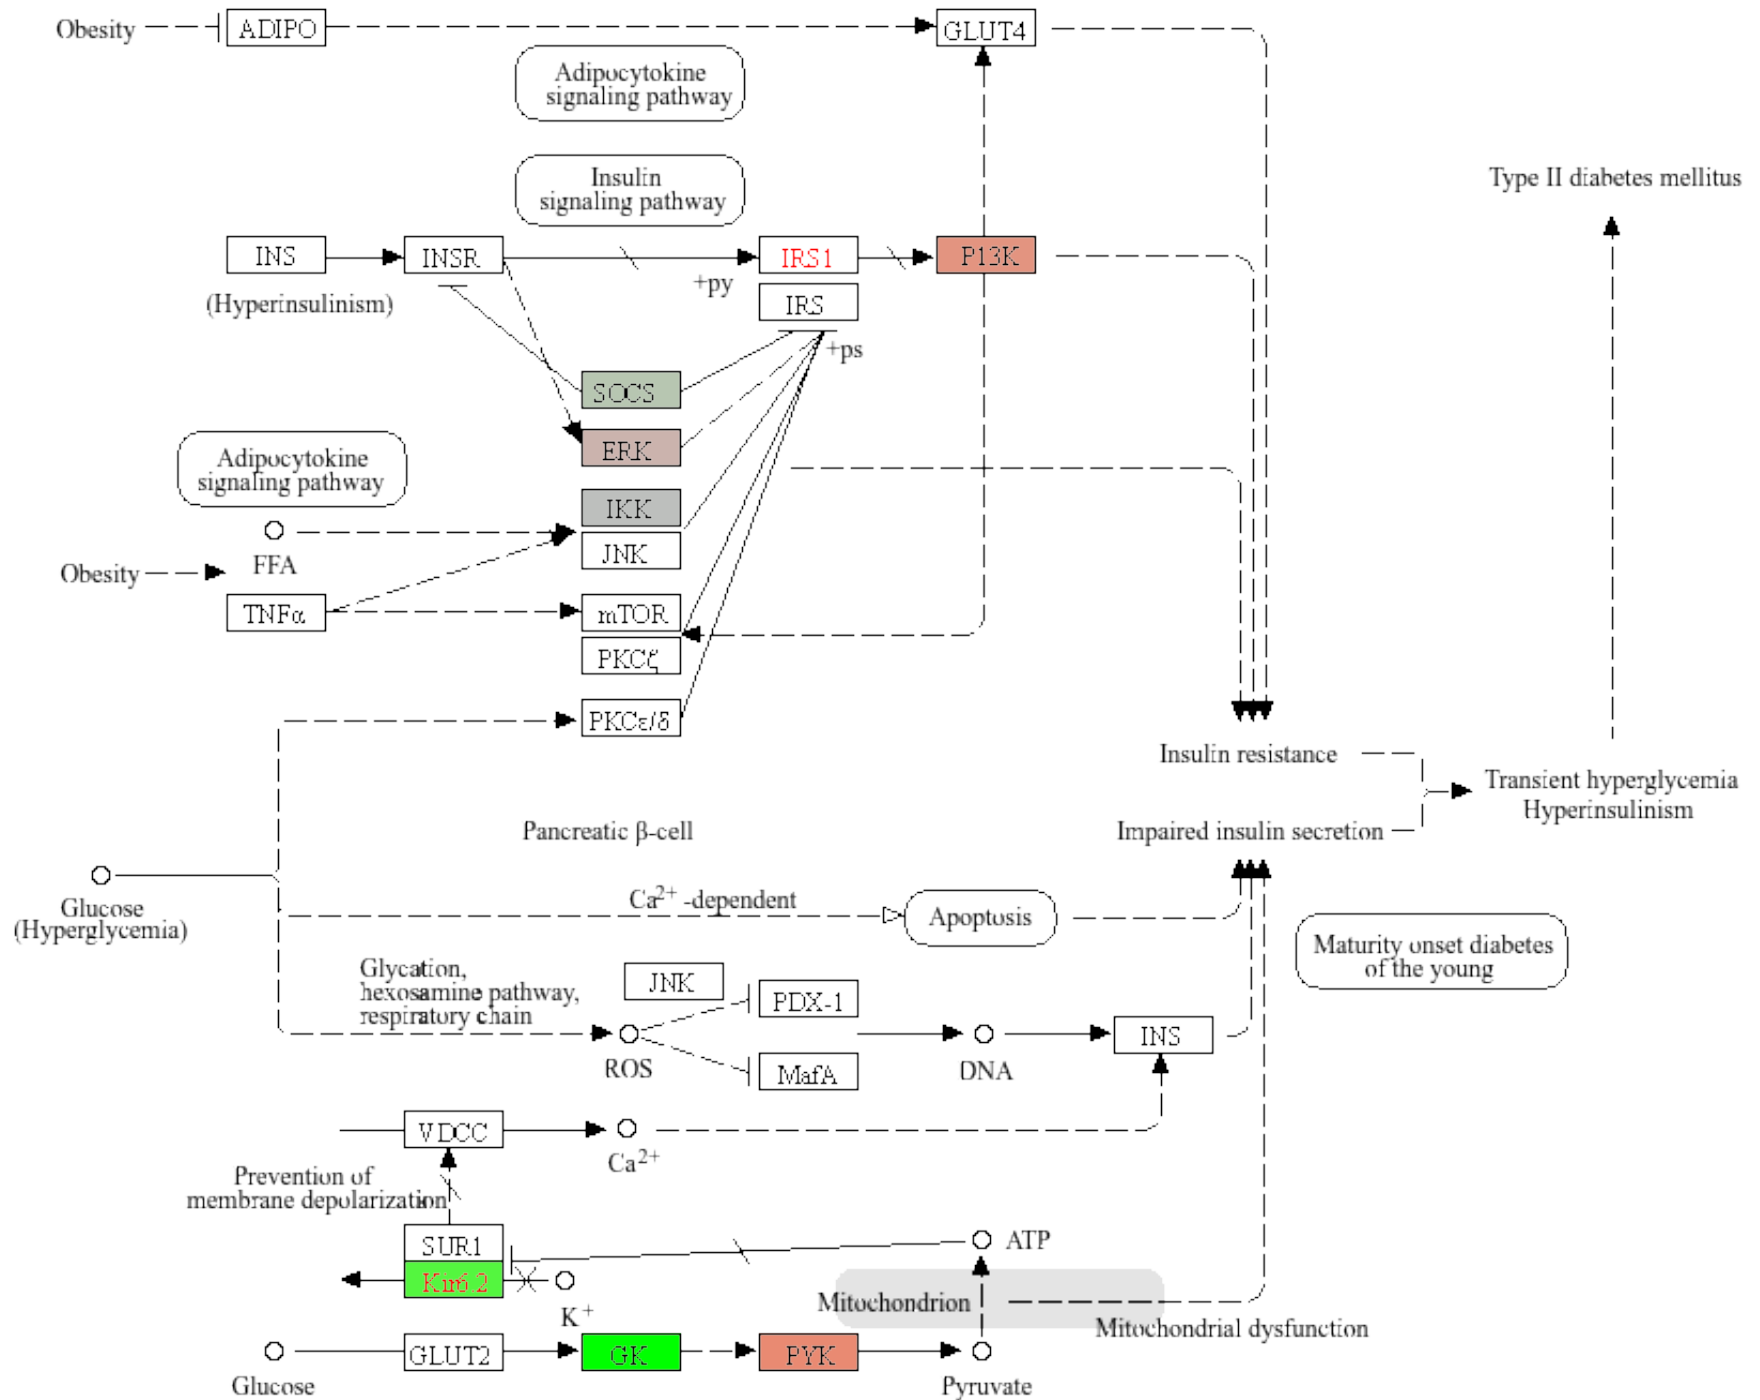 Obesity
ADIPO
GLUT4
Adipocytokine
signaling pathway
Insulin
signaling pathway
Type II diabetes mellitus
INS
INSR
IRS1
P13K
+py
(Hyperinsulinism)
IRS
+ps
SOCS
ERK
Adipocytokine
signaling pathway
IKK
JNK
FFA
Obesity
TNFα
mTOR
PKCζ
PKCε/δ
Insulin resistance
Transient hyperglycemia
Hyperinsulinism
Pancreatic β-cell
Impaired insulin secretion
Glucose
(Hyperglycemia)
Ca2+ -dependent
Apoptosis
Maturity onset diabetes
of the young
Glycation,
hexosamine pathway,
respiratory chain
JNK
PDX-1
ROS
MafA
DNA
INS
VDCC
Ca2+
Prevention of
membrane depolarization
SUR1
Kir6.2
K+
ATP
Mitochondrion
Mitochondrial dysfunction
Glucose
GLUT2
GK
PYK
Pyruvate